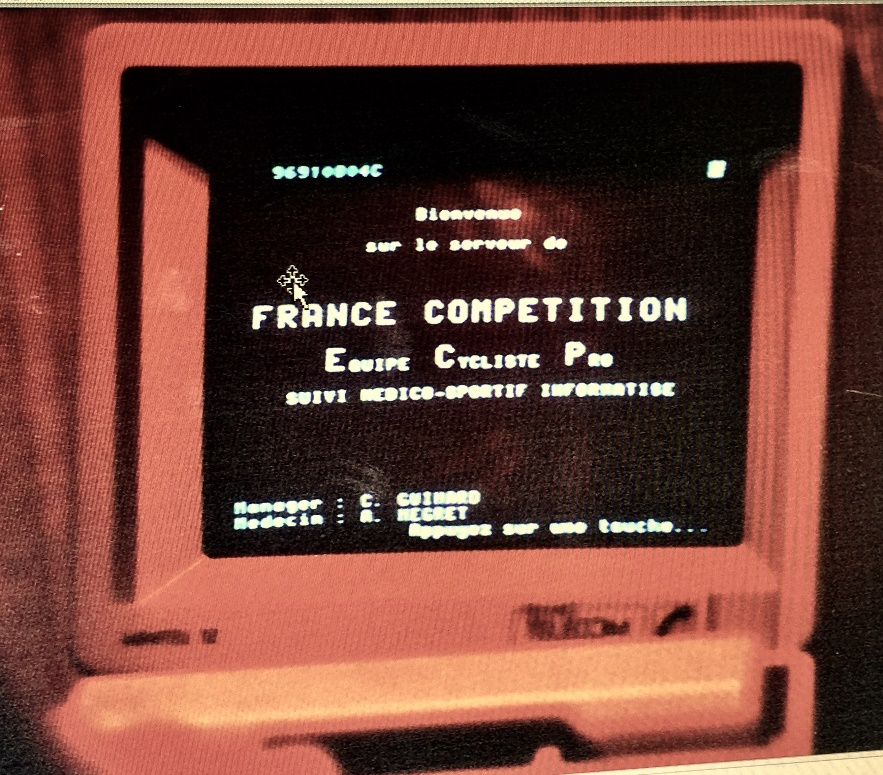 Bienvenue
sur le serveur de
FRANCE COMPETITION
EQUIPE CYCLISTE PRO
SUIVI MEDICO-SPORTIF INFORMATISE
Manager : C. GUIMARD
Medecin : A. MEGRET
Appuyez sur une touche...